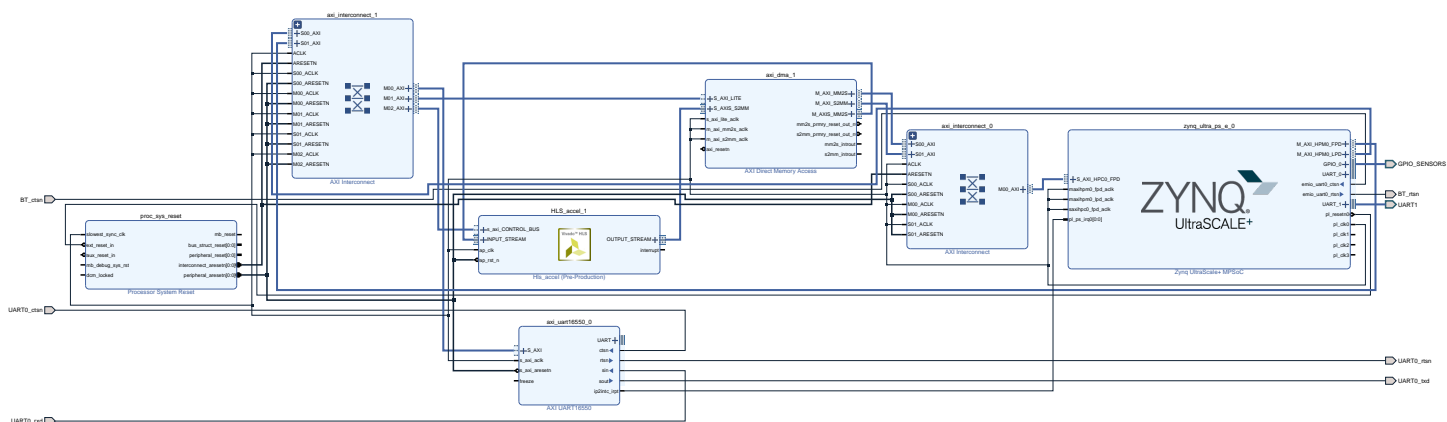 axi_interconnect_1
S00_AXI
S01_AXI
ACLK
ARESETN
S00_ACLK
S00_ARESETN
M00_ACLK
M00_ARESETN
M01_ACLK
M01_ARESETN
S01_ACLK
S01_ARESETN
M02_ACLK
M02_ARESETN
M00_AXI
M01_AXI
M02_AXI
AXI Interconnect
axi_dma_1
S_AXI_LITE
S_AXIS_S2MM
s_axi_lite_aclk
m_axi_mm2s_aclk
m_axi_s2mm_aclk
axi_resetn
M_AXI_MM2S
M_AXI_S2MM
M_AXIS_MM2S
mm2s_prmry_reset_out_n
s2mm_prmry_reset_out_n
mm2s_introut
s2mm_introut
AXI Direct Memory Access
axi_interconnect_0
S00_AXI
S01_AXI
ACLK
ARESETN
S00_ACLK
S00_ARESETN
M00_ACLK
M00_ARESETN
S01_ACLK
S01_ARESETN
M00_AXI
AXI Interconnect
zynq_ultra_ps_e_0
S_AXI_HPC0_FPD
maxihpm0_fpd_aclk
maxihpm0_lpd_aclk
saxihpc0_fpd_aclk
pl_ps_irq0[0:0]
ZYNQ
UltraSCALE+
M_AXI_HPM0_FPD
M_AXI_HPM0_LPD
GPIO_0
UART_0
emio_uart0_ctsn
emio_uart0_rtsn
UART_1
pl_resetn0
pl_clk0
pl_clk1
pl_clk2
pl_clk3
Zynq UltraScale+ MPSoC
GPIO_SENSORS
BT_rtsn
UART1
BT_ctsn
proc_sys_reset
slowest_sync_clk
ext_reset_in
aux_reset_in
mb_debug_sys_rst
dcm_locked
mb_reset
bus_struct_reset[0:0]
peripheral_reset[0:0]
interconnect_aresetn[0:0]
peripheral_aresetn[0:0]
Processor System Reset
HLS_accel_1
s_axi_CONTROL_BUS
INPUT_STREAM
ap_clk
ap_rst_n
Vivado™ HLS
OUTPUT_STREAM
interrupt
Hls_accel (Pre-Production)
UART0_ctsn
axi_uart16550_0
S_AXI
s_axi_aclk
s_axi_aresetn
freeze
UART
ctsn
rtsn
sin
sout
ip2intc_irpt
AXI UART16550
UART0_rtsn
UART0_txd
UART0_rxd